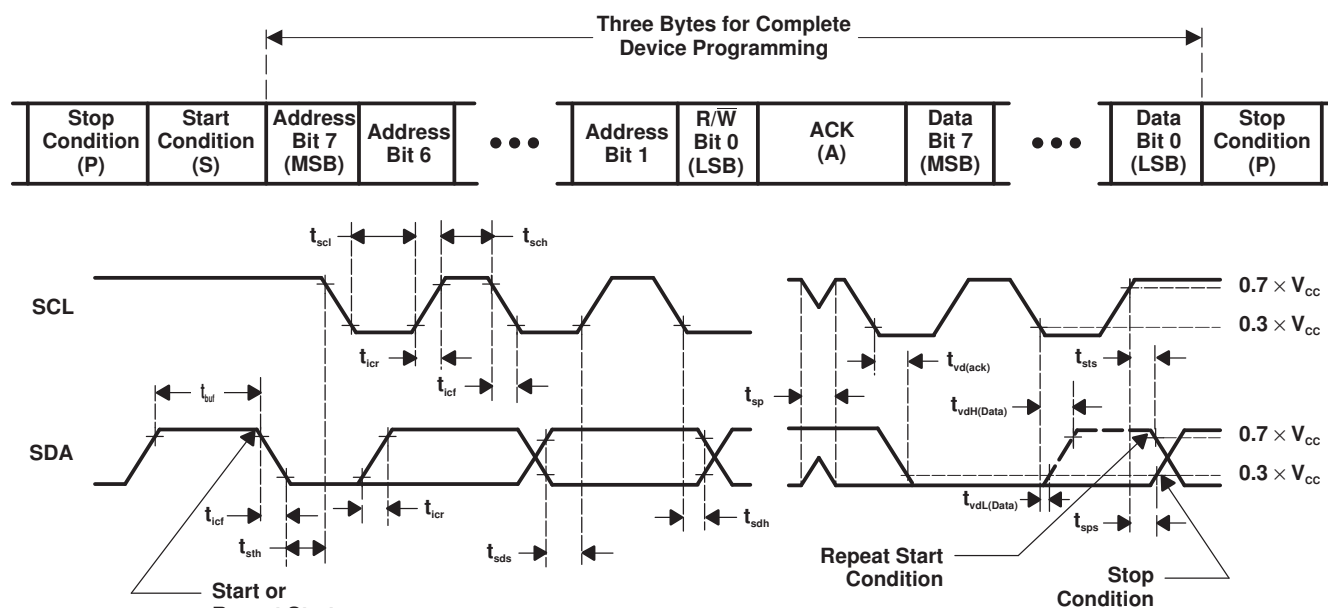 Three Bytes for Complete
Device Programming
Stop
Condition
(P)
Start
Condition
(S)
Address
Bit 7
(MSB)
Address
Bit 6
•••
Address
Bit 1
R/W̅
Bit 0
(LSB)
ACK
(A)
Data
Bit 7
(MSB)
•••
Data
Bit 0
(LSB)
Stop
Condition
(P)
tscl
tsch
SCL
0.7 × VCC
0.3 × VCC
ticr
ticf
tvd(ack)
tsts
tbuf
tsp
tvdH(Data)
SDA
0.7 × VCC
0.3 × VCC
ticf
ticr
tsdh
tvdL(Data)
tsps
tsth
tsds
Repeat Start
Condition
Stop
Condition
Start or